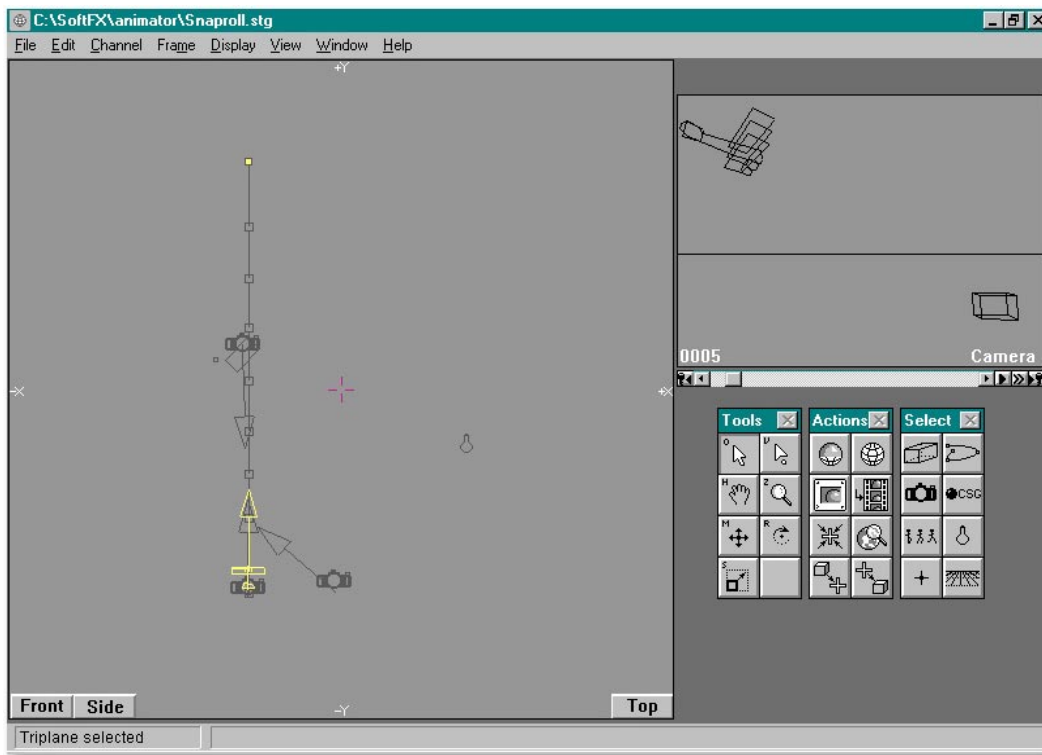 C:\SoftFX\animator\Snaproll.stg
File Edit Channel Frame Display View Window Help
+Y
-X
+X
0005 Camera
Tools Actions Select
O V
H Z
M R
S
CSG
Front Side -Y Top
Triplane selected